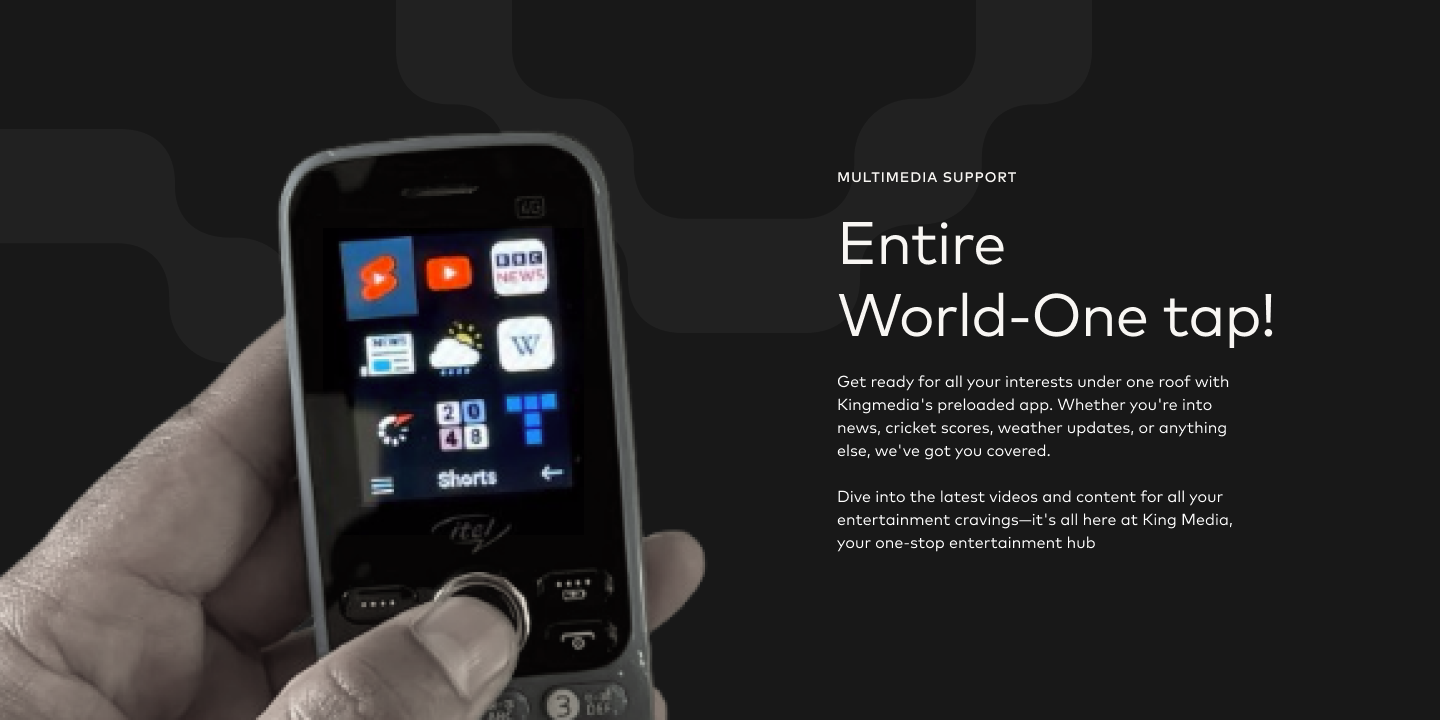 MULTIMEDIA SUPPORT
Entire
World-One tap!
Get ready for all your interests under one roof with
Kingmedia's preloaded app. Whether you're into
news, cricket scores, weather updates, or anything
else, we've got you covered.
Dive into the latest videos and content for all your
entertainment cravings—it's all here at King Media,
your one-stop entertainment hub
4G
BBC
NEWS
NEWS
W
2 0
4 8
Shorts
itel
3 DEF